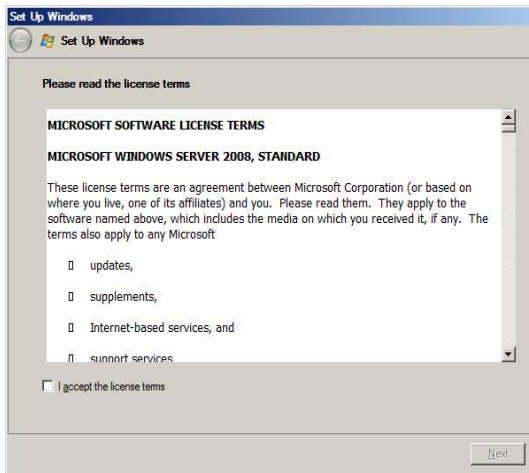 Set Up Windows
Set Up Windows
Please read the license terms
MICROSOFT SOFTWARE LICENSE TERMS
MICROSOFT WINDOWS SERVER 2008, STANDARD
These license terms are an agreement between Microsoft Corporation (or based on
where you live, one of its affiliates) and you.  Please read them.  They apply to the
software named above, which includes the media on which you received it, if any.  The
terms also apply to any Microsoft
▯ updates,
▯ supplements,
▯ Internet-based services, and
▯ support services
I accept the license terms
Next